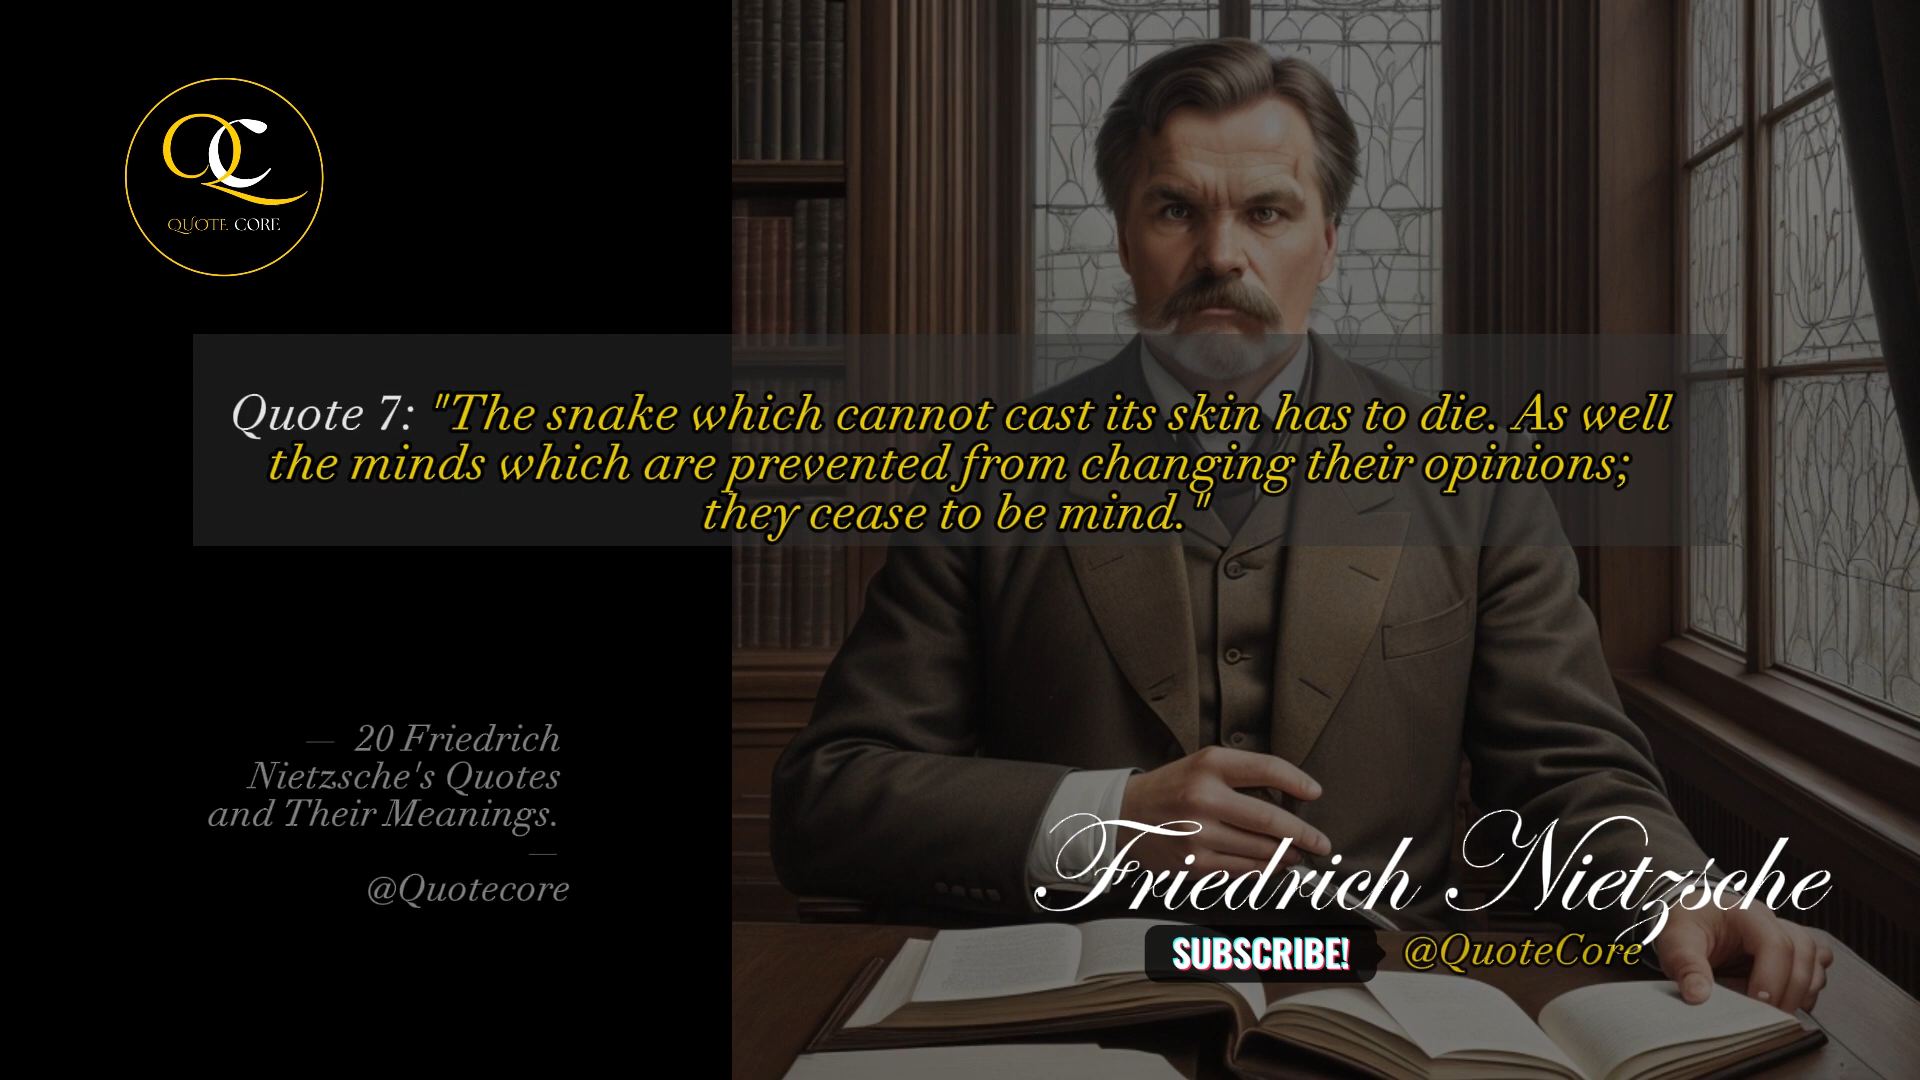 QC
QUOTE CORE
Quote 7: "The snake which cannot cast its skin has to die. As well
the minds which are prevented from changing their opinions;
they cease to be mind."
— 20 Friedrich
Nietzsche's Quotes
and Their Meanings.
—
@Quotecore
Friedrich Nietzsche
SUBSCRIBE!
@QuoteCore